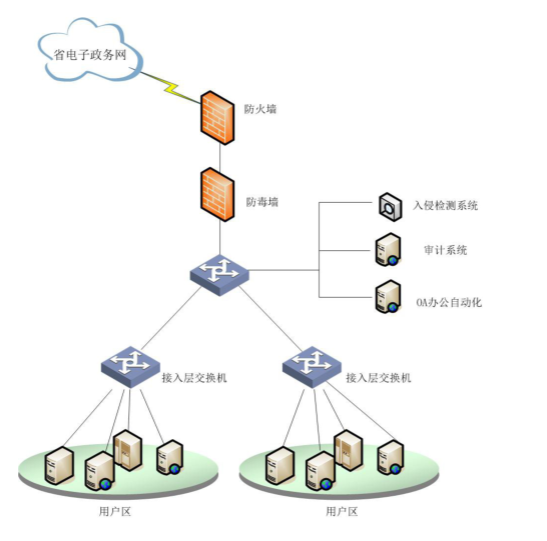 省电子政务网
防火墙
防毒墙
入侵检测系统
审计系统
OA办公自动化
接入层交换机
接入层交换机
用户区
用户区